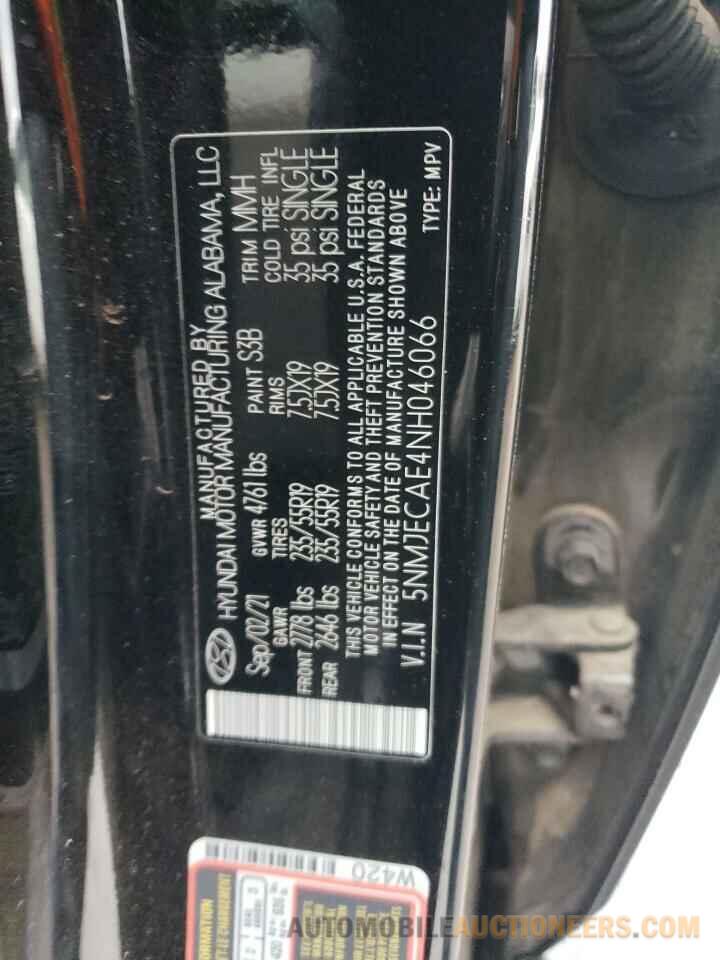 MANUFACTURED BY
HYUNDAI MOTOR MANUFACTURING ALABAMA, LLC
Sep/02/21 GVWR 4761 lbs PAINT S3B TRIM MMH
GAWR TIRES RIMS COLD TIRE INFL
FRONT 2778 lbs 235/55R19 7.5JX19 35 psi: SINGLE
REAR 2646 lbs 235/55R19 7.5JX19 35 psi: SINGLE
THIS VEHICLE CONFORMS TO ALL APPLICABLE U.S.A. FEDERAL
MOTOR VEHICLE SAFETY AND THEFT PREVENTION STANDARDS
IN EFFECT ON THE DATE OF MANUFACTURE SHOWN ABOVE
V.I.N 5NMJECAE4NH046066 TYPE: MPV
W420
AUTOMOBILEAUCTIONEER.COM